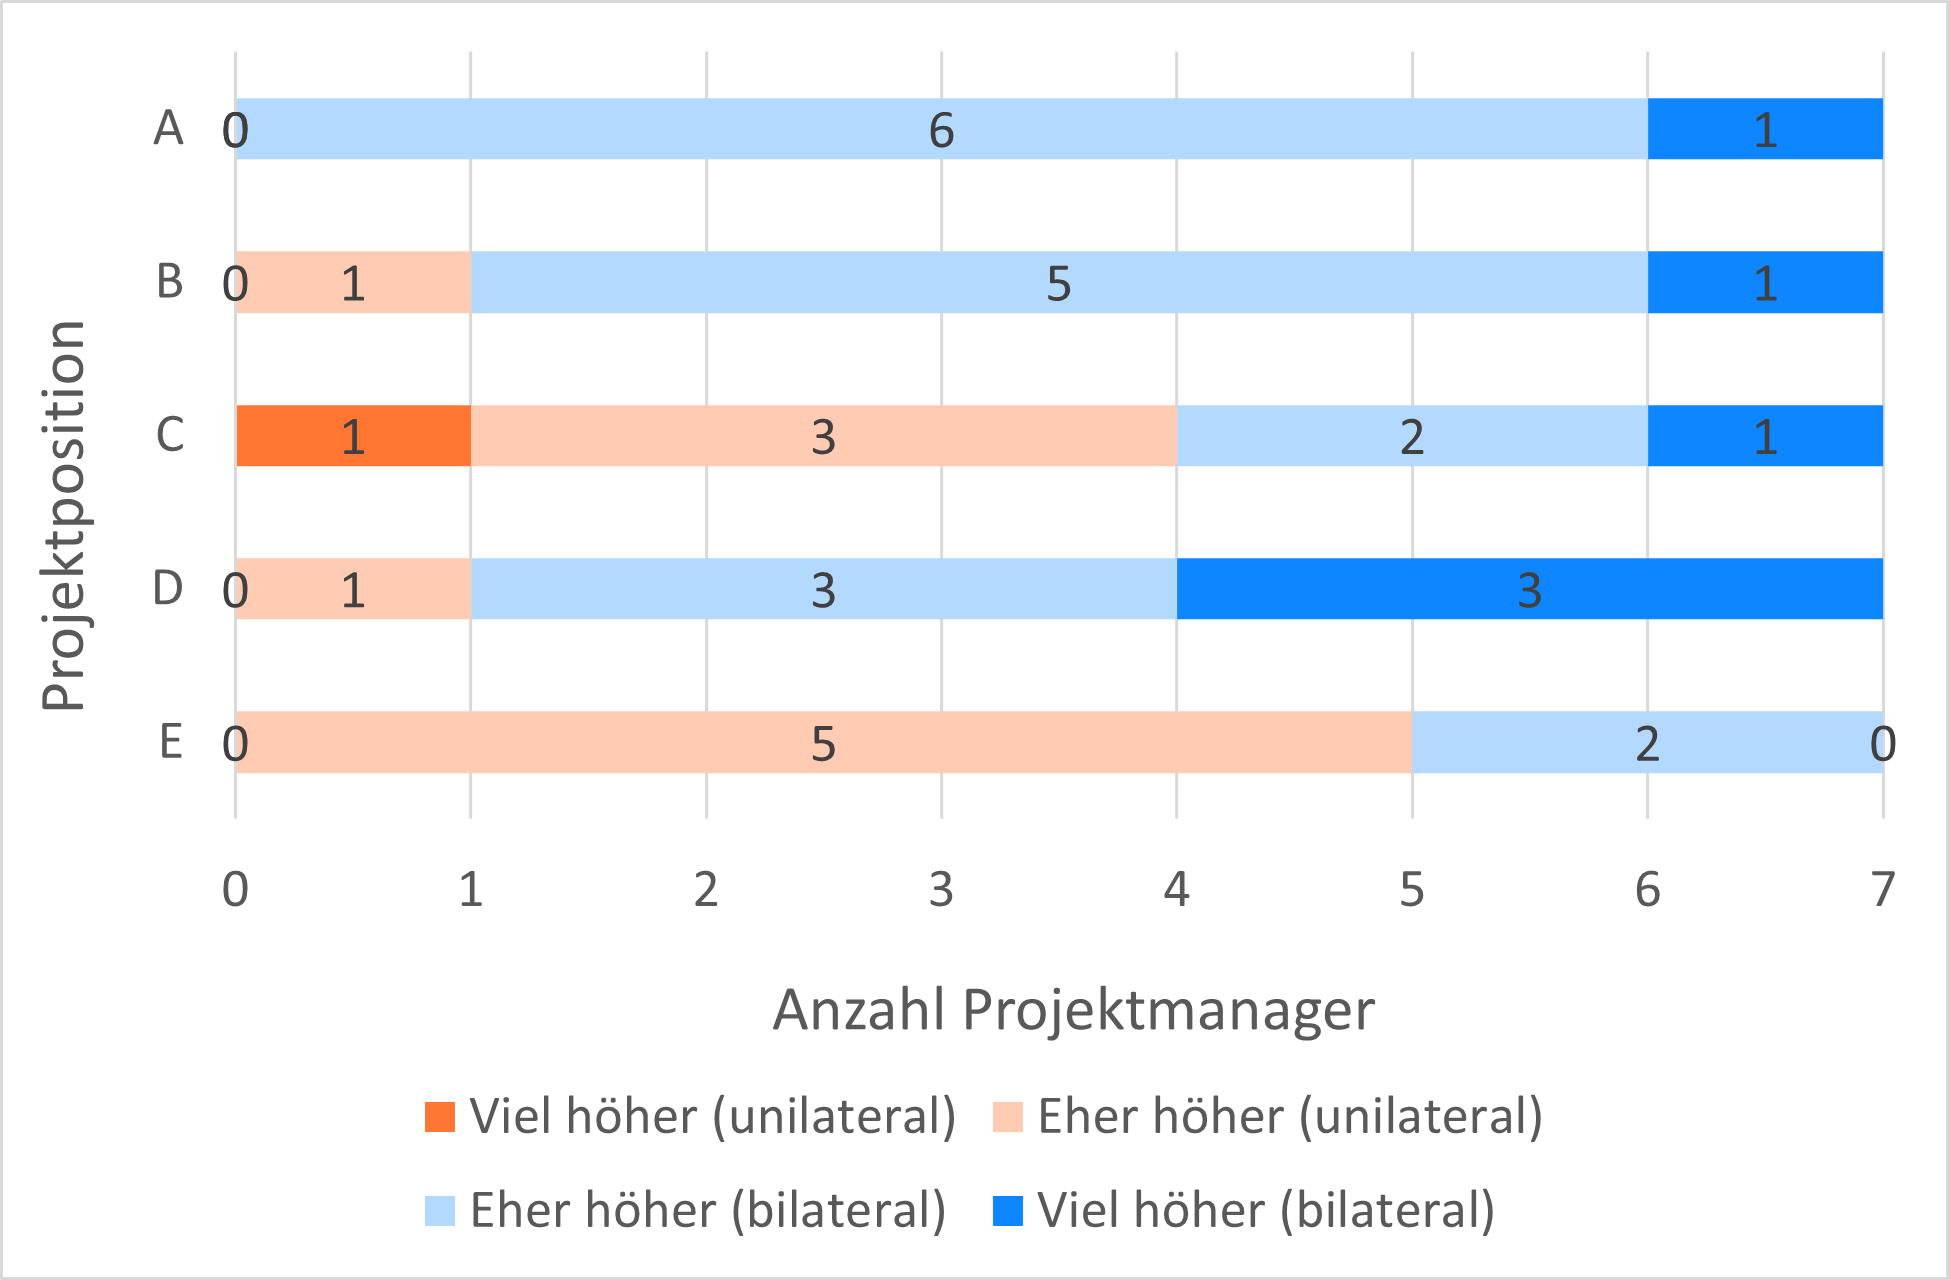 Projektposition
A 0 6 1
B 0 1 5 1
C 1 3 2 1
D 0 1 3 3
E 0 5 2 0
0 1 2 3 4 5 6 7
Anzahl Projektmanager
Viel höher (unilateral) Eher höher (unilateral)
Eher höher (bilateral) Viel höher (bilateral)